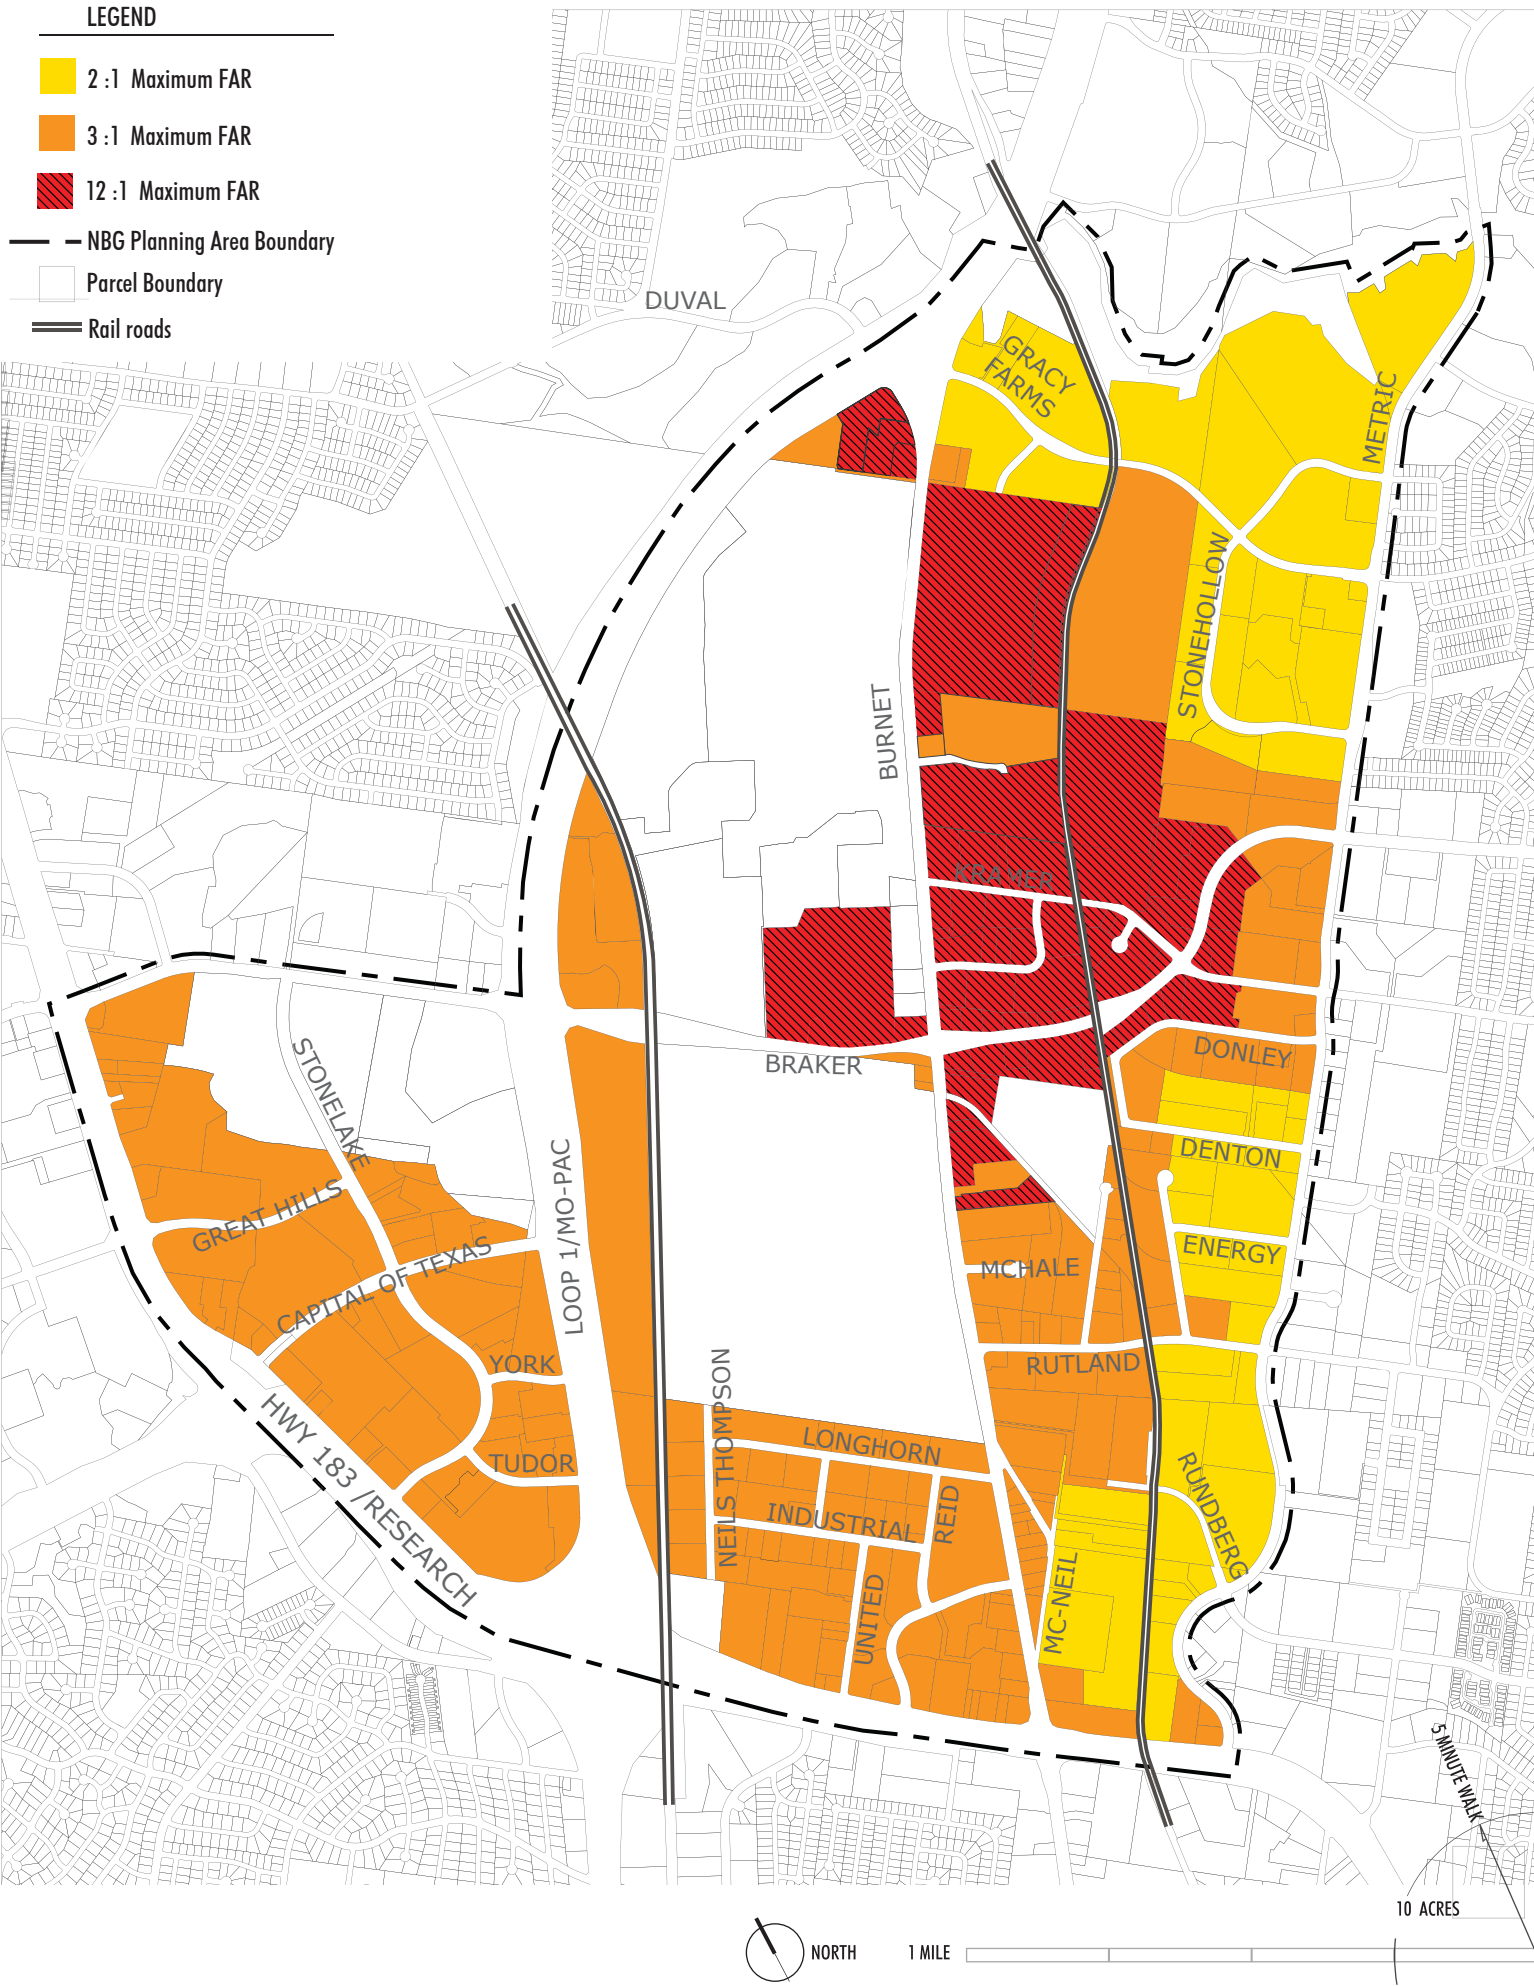 LEGEND
2 :1 Maximum FAR
3 :1 Maximum FAR
12 :1 Maximum FAR
NBG Planning Area Boundary
Parcel Boundary
Rail roads
DUVAL
GRACY
FARMS
METRIC
STONEHOLLOW
BURNET
KRAMER
STONELAKE
BRAKER
DONLEY
DENTON
GREAT HILLS
ENERGY
CAPITAL OF TEXAS
LOOP 1/MO-PAC
MCHALE
YORK
RUTLAND
HWY 183 /RESEARCH
NEILS THOMPSON
LONGHORN
TUDOR
INDUSTRIAL
REID
RUNDBERG
UNITED
MC-NEIL
5 MINUTE WALK
10 ACRES
NORTH
1 MILE